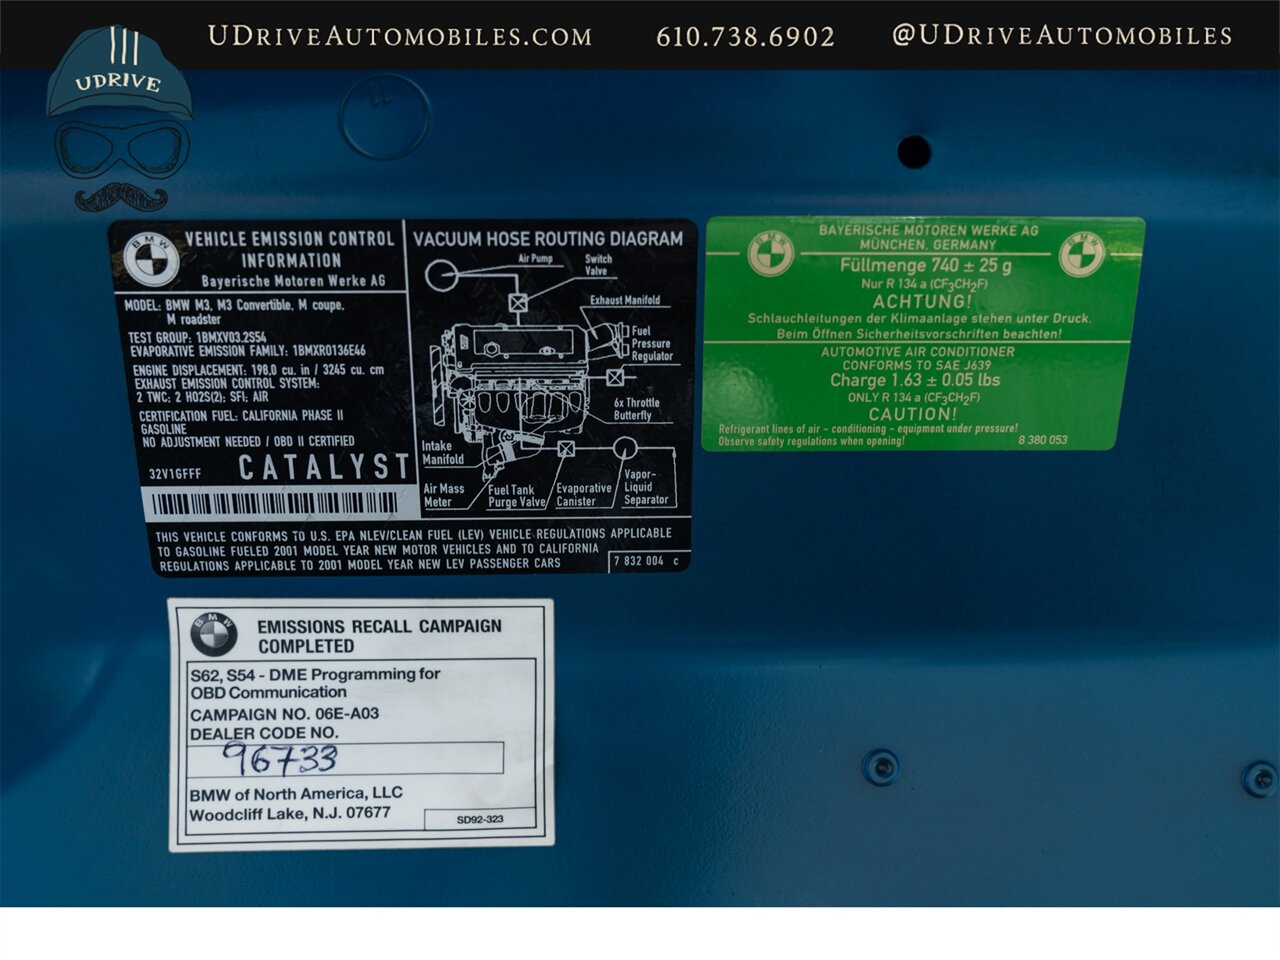 UDriveAutomobiles.com 610.738.6902 @UDriveAutomobiles
UDRIVE
BMW
VEHICLE EMISSION CONTROL
INFORMATION
Bayerische Motoren Werke AG
MODEL: BMW M3, M3 Convertible, M coupe,
M roadster
TEST GROUP: 1BMXV03.2S54
EVAPORATIVE EMISSION FAMILY: 1BMXR0136E46
ENGINE DISPLACEMENT: 198.0 cu. in / 3245 cu. cm
EXHAUST EMISSION CONTROL SYSTEM:
2 TWC; 2 HO2S(2); SFI; AIR
CERTIFICATION FUEL: CALIFORNIA PHASE II
GASOLINE
NO ADJUSTMENT NEEDED / OBD II CERTIFIED
32V1GFFF CATALYST
VACUUM HOSE ROUTING DIAGRAM
Air Pump
Switch
Valve
Exhaust Manifold
Fuel
Pressure
Regulator
6x Throttle
Butterfly
Intake
Manifold
Air Mass
Meter
Fuel Tank
Purge Valve
Evaporative
Canister
Vapor-
Liquid
Separator
THIS VEHICLE CONFORMS TO U.S. EPA NLEV/CLEAN FUEL (LEV) VEHICLE REGULATIONS APPLICABLE
TO GASOLINE FUELED 2001 MODEL YEAR NEW MOTOR VEHICLES AND TO CALIFORNIA
REGULATIONS APPLICABLE TO 2001 MODEL YEAR NEW LEV PASSENGER CARS
7 832 004 c
BMW
BMW
BAYERISCHE MOTOREN WERKE AG
MÜNCHEN, GERMANY
Füllmenge 740 ± 25 g
Nur R 134 a (CF3CH2F)
ACHTUNG!
Schlauchleitungen der Klimaanlage stehen unter Druck.
Beim Öffnen Sicherheitsvorschriften beachten!
AUTOMOTIVE AIR CONDITIONER
CONFORMS TO SAE J639
Charge 1.63 ± 0.05 lbs
ONLY R 134 a (CF3CH2F)
CAUTION!
Refrigerant lines of air - conditioning - equipment under pressure!
Observe safety regulations when opening!
8 380 053
BMW
EMISSIONS RECALL CAMPAIGN
COMPLETED
S62, S54 - DME Programming for
OBD Communication
CAMPAIGN NO. 06E-A03
DEALER CODE NO.
96733
BMW of North America, LLC
Woodcliff Lake, N.J. 07677
SD92-323